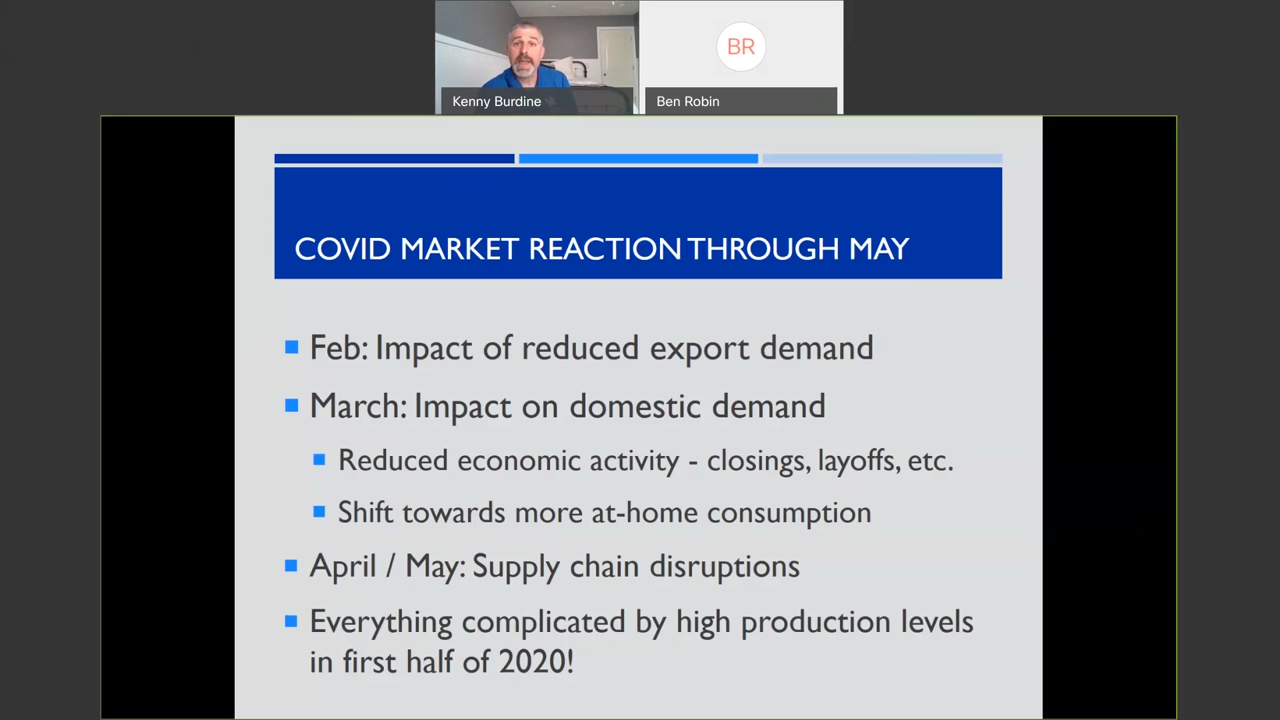 BR
Kenny Burdine
Ben Robin
COVID MARKET REACTION THROUGH MAY
Feb: Impact of reduced export demand
March: Impact on domestic demand
Reduced economic activity - closings, layoffs, etc.
Shift towards more at-home consumption
April / May: Supply chain disruptions
Everything complicated by high production levels
in first half of 2020!